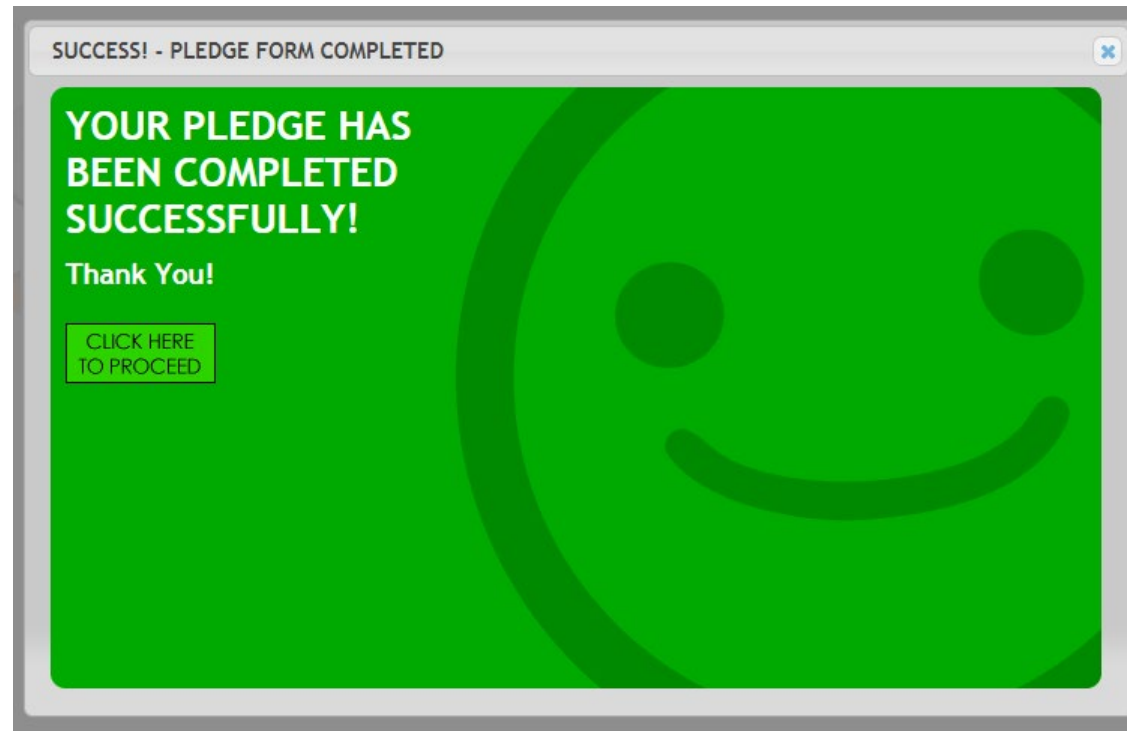 SUCCESS! - PLEDGE FORM COMPLETED
YOUR PLEDGE HAS
BEEN COMPLETED
SUCCESSFULLY!
Thank You!
CLICK HERE
TO PROCEED